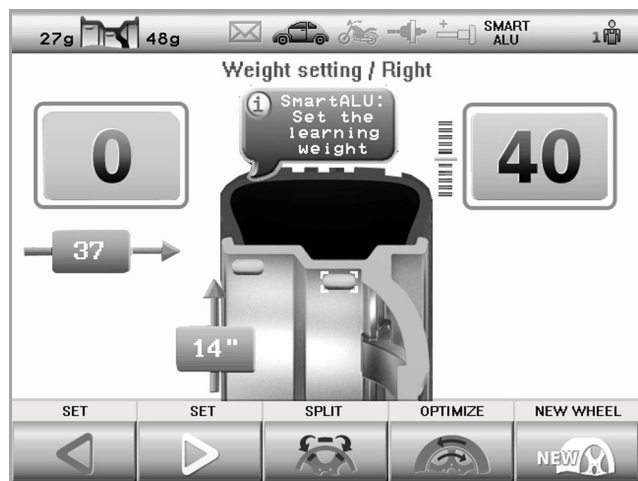 27g 48g SMART ALU 1
Weight setting / Right
SmartALU:
Set the
learning
weight
0
40
37
14"
SET SET SPLIT OPTIMIZE NEW WHEEL
NEW